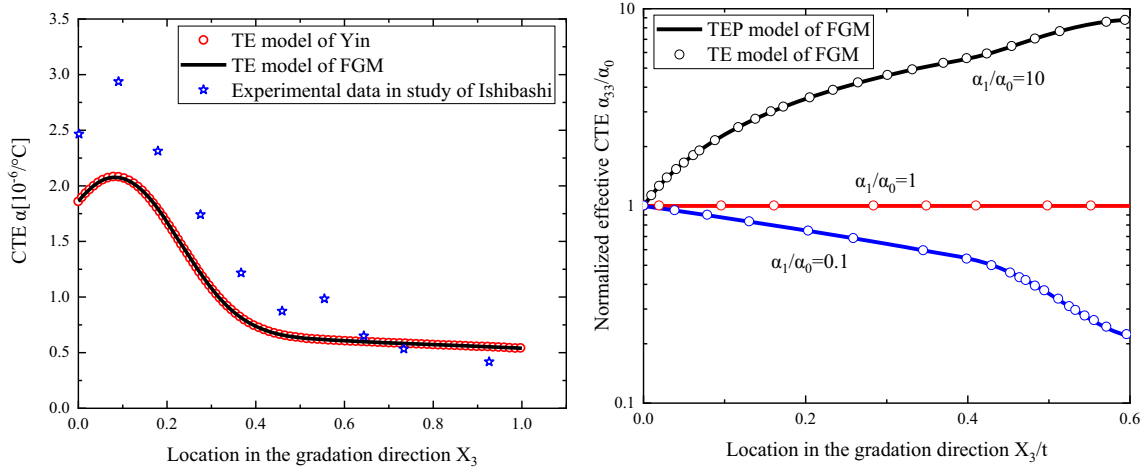 3.5
3.0
2.5
2.0
1.5
1.0
0.5
0.0
CTE α[10⁻⁶/°C]
TE model of Yin
TE model of FGM
Experimental data in study of Ishibashi
0.0 0.2 0.4 0.6 0.8 1.0
Location in the gradation direction X₃
10
1
0.1
Normalized effective CTE α₃₃/α₀
TEP model of FGM
TE model of FGM
α₁/α₀=10
α₁/α₀=1
α₁/α₀=0.1
0.0 0.2 0.4 0.6
Location in the gradation direction X₃/t